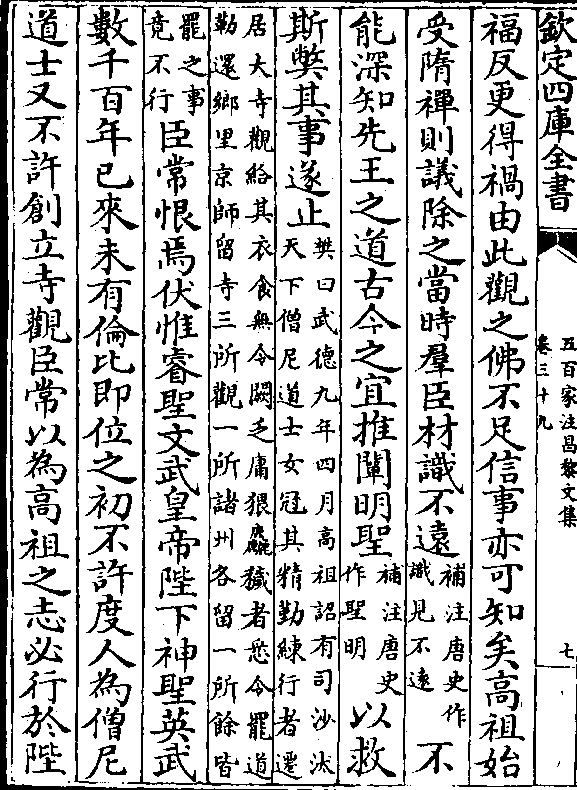 欽定四庫全書
五百家注昌黎文集
卷三十九
七
福反更得禍由此觀之佛不足信事亦可知矣高祖始
受隋禪則議除之當時羣臣材識不遠
補注唐史作
識見不遠
不
能深知先王之道古今之宜推闡明聖
補注唐史
作聖明
以救
斯獘其事遂止
樊曰武德九年四月高祖詔有司沙汰
天下僧尼道士女冠其精勤練行者遷
居大寺觀給其衣食無令闕乏庸猥麤穢者悉令罷道
勒還鄉里京師留寺三所觀一所諸州各留一所餘皆
罷之事
竟不行
臣常恨焉伏惟睿聖文武皇帝陛下神聖英武
數千百年已來未有倫比即位之初不許度人為僧尼
道士又不許創立寺觀臣常以為高祖之志必行於陛